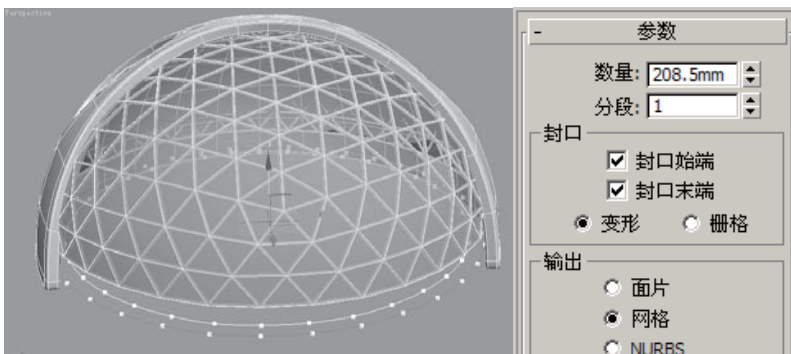 Perspective
- 参数
数量: 208.5mm
分段: 1
封口
封口始端
封口末端
变形 栅格
输出
面片
网格
NURBS